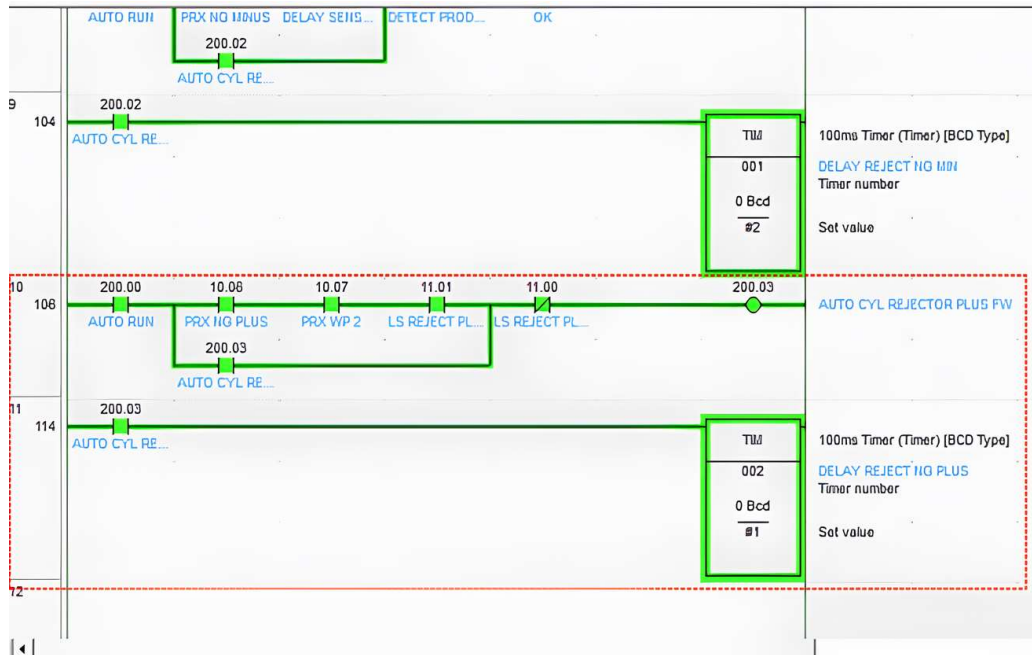 AUTO RUN PRX NG MINUS DELAY SENS.... DETECT PROD.... OK
200.02
AUTO CYL RE....
9
104
200.02
AUTO CYL RE....
TIM
100ms Timer (Timer) [BCD Type]
001
DELAY REJECT NG MIN
Timer number
0 Bcd
#2
Set value
10
108
200.00 10.06 10.07 11.01 11.00 200.03
AUTO RUN PRX NG PLUS PRX WP 2 LS REJECT PL.... LS REJECT PL.... AUTO CYL REJECTOR PLUS FW
200.03
AUTO CYL RE....
11
114
200.03
AUTO CYL RE....
TIM
100ms Timer (Timer) [BCD Type]
002
DELAY REJECT NG PLUS
Timer number
0 Bcd
#1
Set value
12